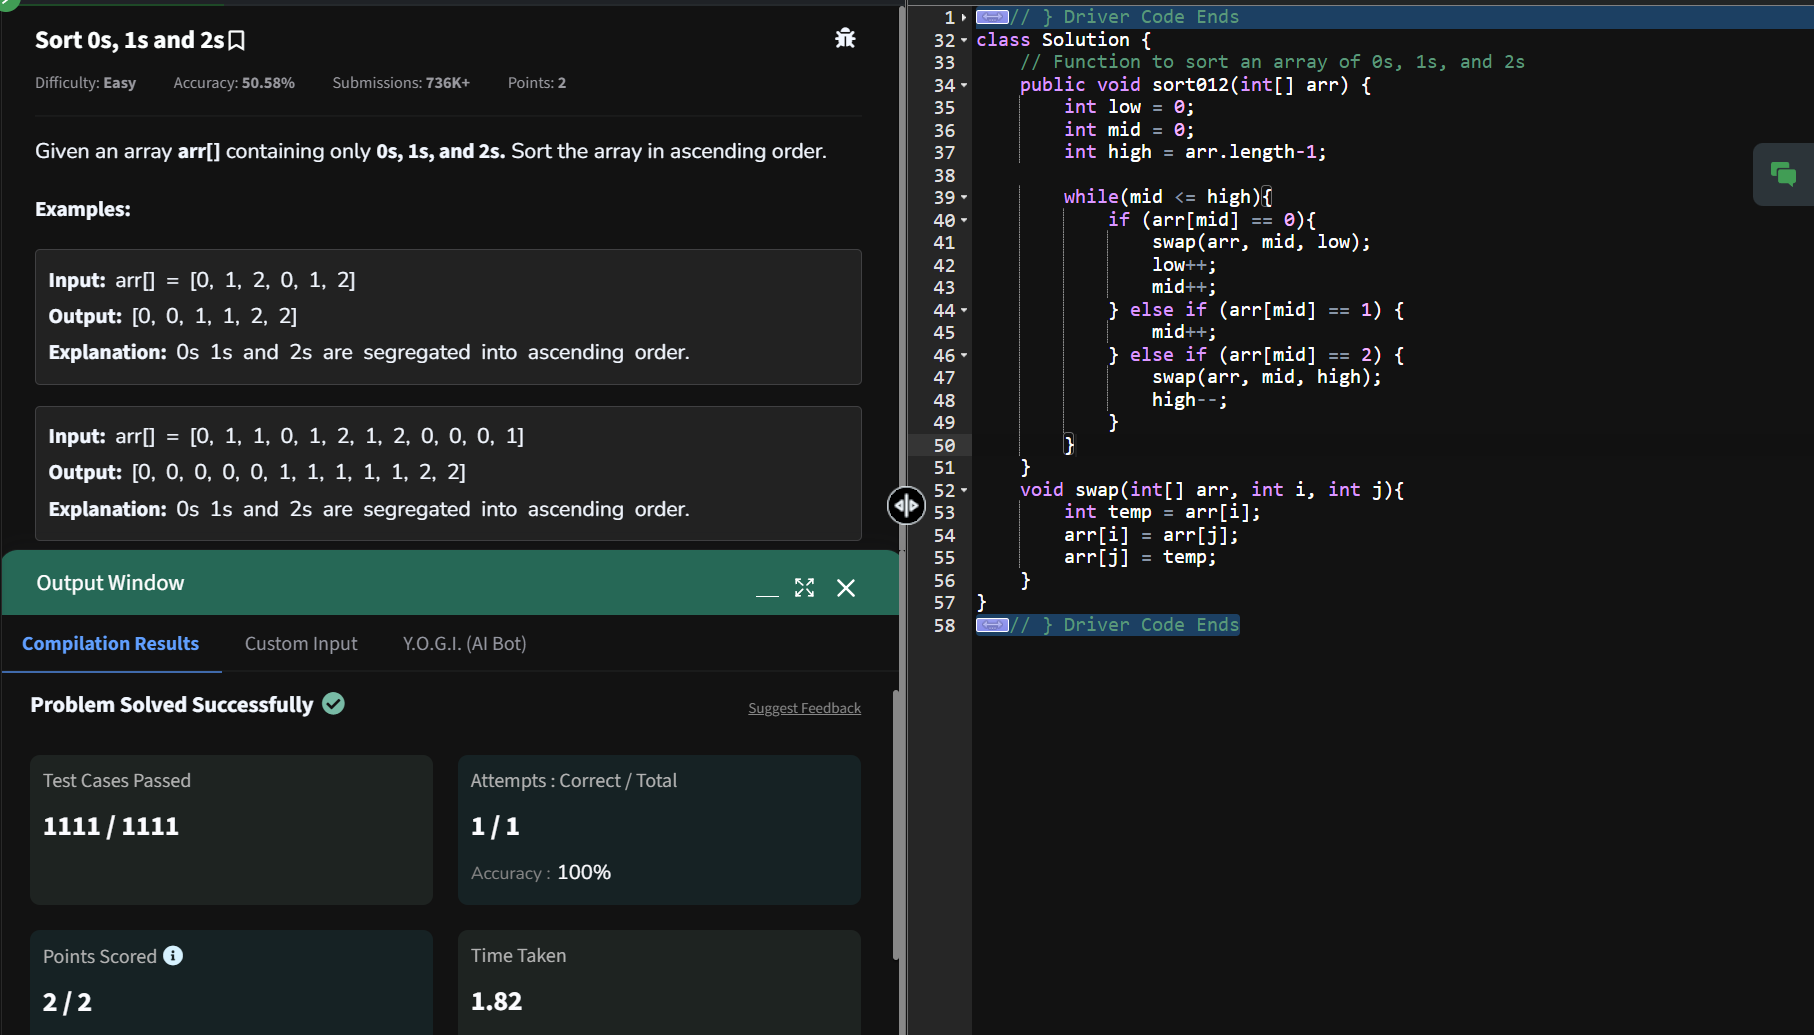 Sort 0s, 1s and 2s
Difficulty: Easy Accuracy: 50.58% Submissions: 736K+ Points: 2
Given an array arr[] containing only 0s, 1s, and 2s. Sort the array in ascending order.
Examples:
Input: arr[] = [0, 1, 2, 0, 1, 2]
Output: [0, 0, 1, 1, 2, 2]
Explanation: 0s 1s and 2s are segregated into ascending order.
Input: arr[] = [0, 1, 1, 0, 1, 2, 1, 2, 0, 0, 0, 1]
Output: [0, 0, 0, 0, 0, 1, 1, 1, 1, 1, 2, 2]
Explanation: 0s 1s and 2s are segregated into ascending order.
Output Window
Compilation Results Custom Input Y.O.G.I. (AI Bot)
Problem Solved Successfully
Suggest Feedback
Test Cases Passed
1111 / 1111
Attempts : Correct / Total
1 / 1
Accuracy : 100%
Points Scored
2 / 2
Time Taken
1.82
1 // } Driver Code Ends
32 class Solution {
33 // Function to sort an array of 0s, 1s, and 2s
34 public void sort012(int[] arr) {
35 int low = 0;
36 int mid = 0;
37 int high = arr.length-1;
38
39 while(mid <= high){
40 if (arr[mid] == 0){
41 swap(arr, mid, low);
42 low++;
43 mid++;
44 } else if (arr[mid] == 1) {
45 mid++;
46 } else if (arr[mid] == 2) {
47 swap(arr, mid, high);
48 high--;
49 }
50 }
51 }
52 void swap(int[] arr, int i, int j){
53 int temp = arr[i];
54 arr[i] = arr[j];
55 arr[j] = temp;
56 }
57 }
58 // } Driver Code Ends